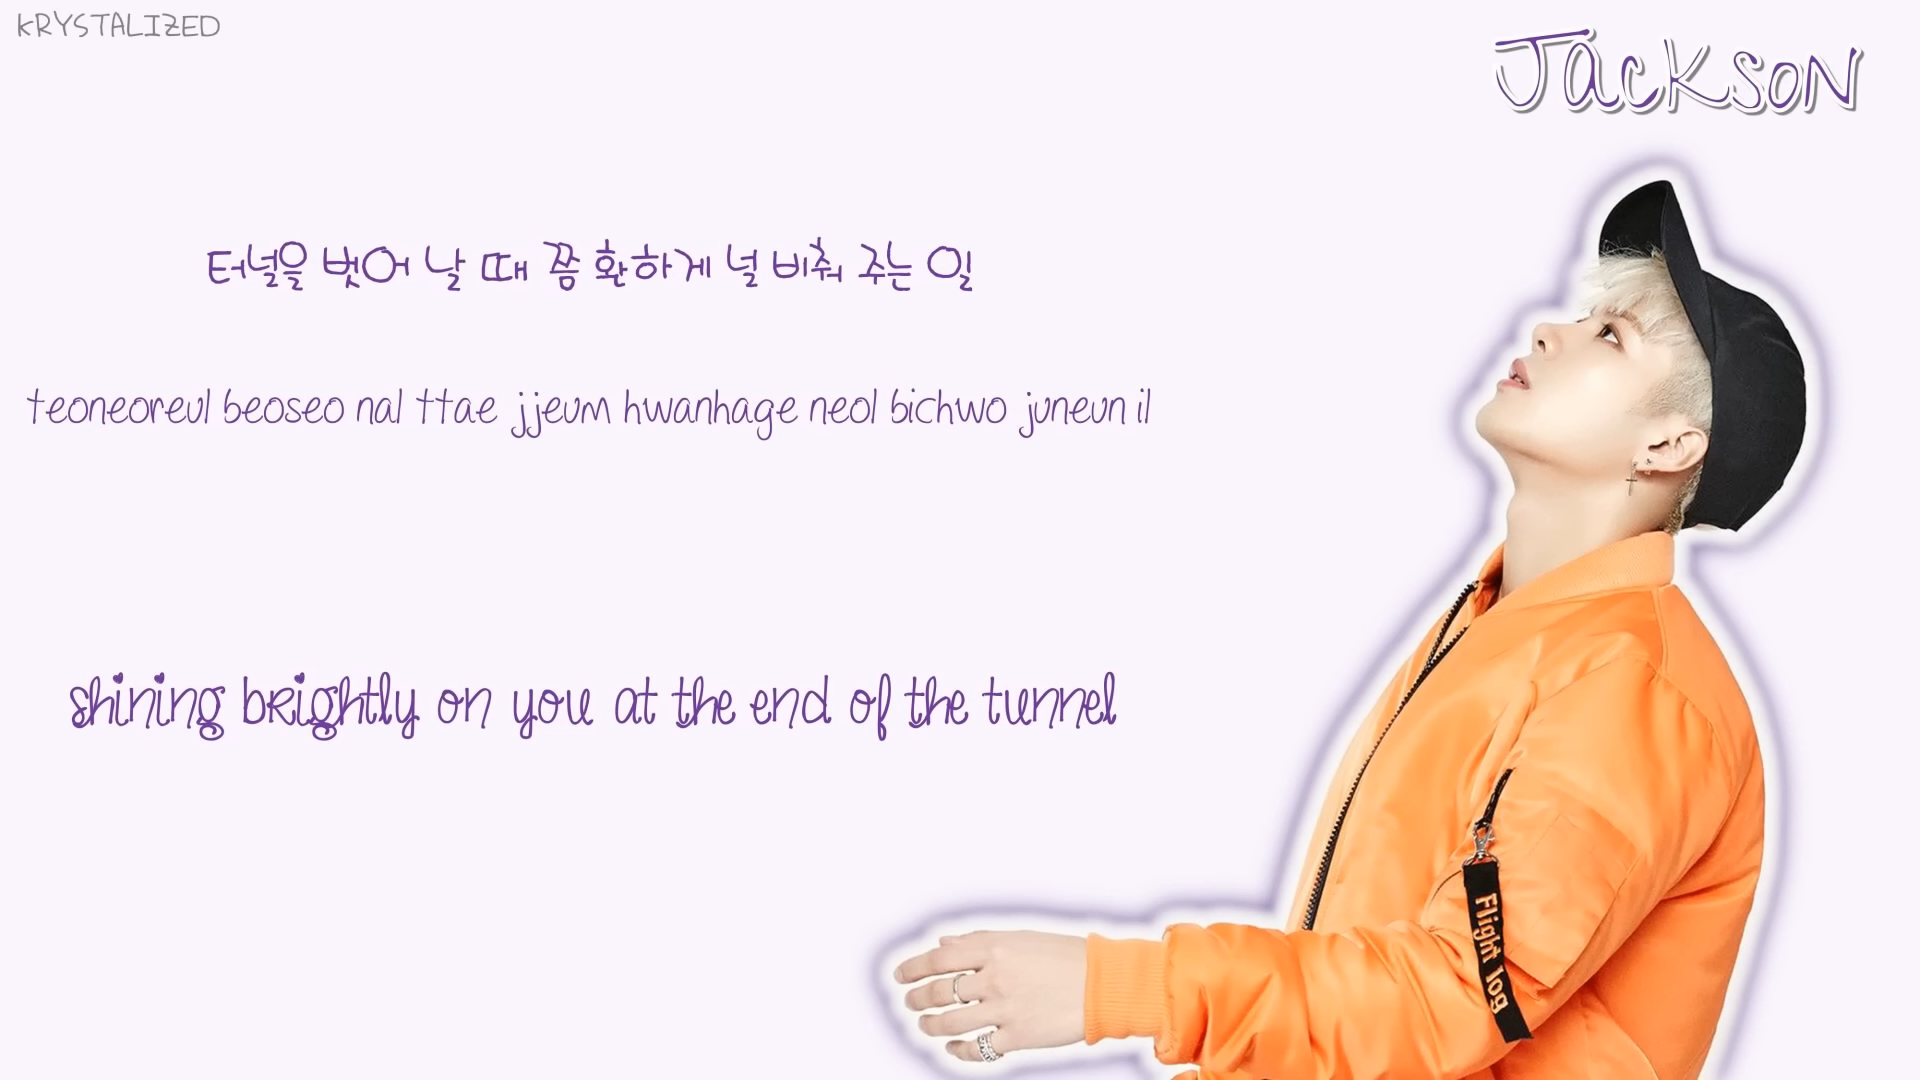 KRYSTALIZED
Jackson
터널을 벗어 날 때 쯤 환하게 널 비춰 주는 일
teoneoreul beoseo nal ttae jjeum hwanhage neol bichwo juneun il
shining brightly on you at the end of the tunnel
Flight log